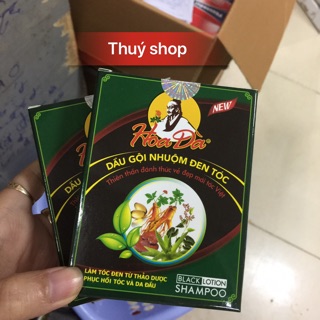 Thuý shop
NEW
Hoa Đà®
DẦU GỘI NHUỘM ĐEN TÓC
Thiên thần đánh thức vẻ đẹp mái tóc Việt
LÀM TÓC ĐEN TỪ THẢO DƯỢC
PHỤC HỒI TÓC VÀ DA ĐẦU
BLACK LOTION
SHAMPOO
DẦU